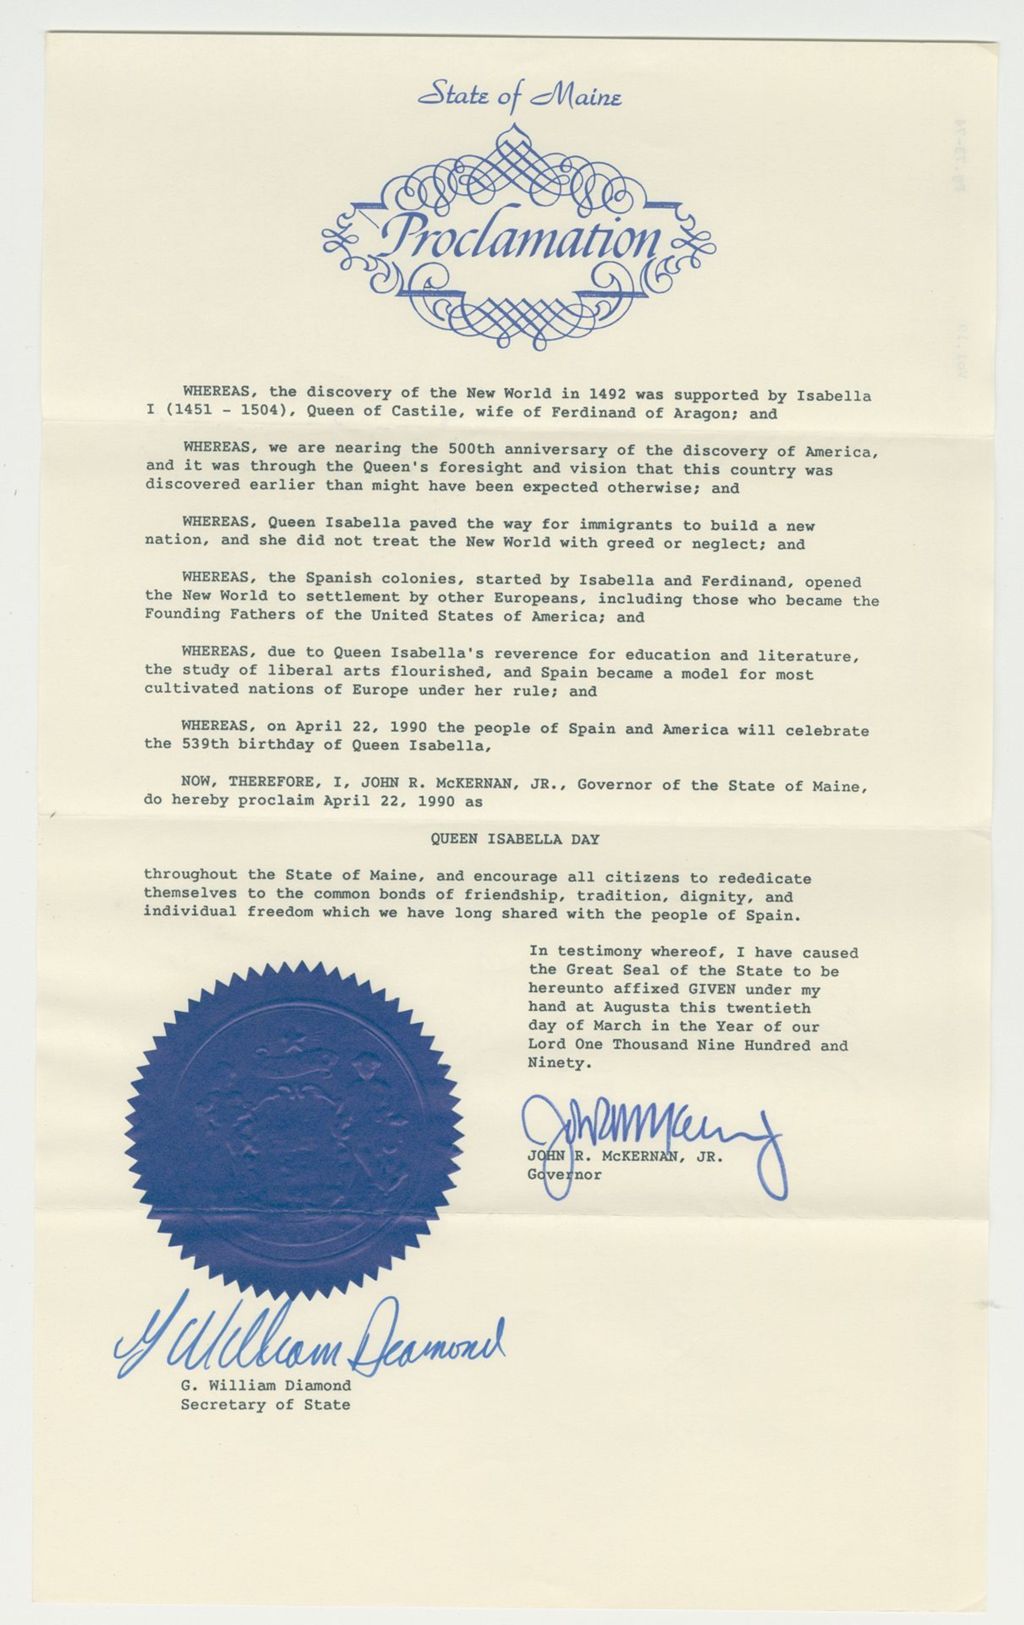 State of Maine
Proclamation
WHEREAS, the discovery of the New World in 1492 was supported by Isabella
I (1451 - 1504), Queen of Castile, wife of Ferdinand of Aragon; and
WHEREAS, we are nearing the 500th anniversary of the discovery of America,
and it was through the Queen's foresight and vision that this country was
discovered earlier than might have been expected otherwise; and
WHEREAS, Queen Isabella paved the way for immigrants to build a new
nation, and she did not treat the New World with greed or neglect; and
WHEREAS, the Spanish colonies, started by Isabella and Ferdinand, opened
the New World to settlement by other Europeans, including those who became the
Founding Fathers of the United States of America; and
WHEREAS, due to Queen Isabella's reverence for education and literature,
the study of liberal arts flourished, and Spain became a model for most
cultivated nations of Europe under her rule; and
WHEREAS, on April 22, 1990 the people of Spain and America will celebrate
the 539th birthday of Queen Isabella,
NOW, THEREFORE, I, JOHN R. McKERNAN, JR., Governor of the State of Maine,
do hereby proclaim April 22, 1990 as
QUEEN ISABELLA DAY
throughout the State of Maine, and encourage all citizens to rededicate
themselves to the common bonds of friendship, tradition, dignity, and
individual freedom which we have long shared with the people of Spain.
In testimony whereof, I have caused
the Great Seal of the State to be
hereunto affixed GIVEN under my
hand at Augusta this twentieth
day of March in the Year of our
Lord One Thousand Nine Hundred and
Ninety.
JOHN R. McKERNAN, JR.
Governor
G William Diamond
G. William Diamond
Secretary of State